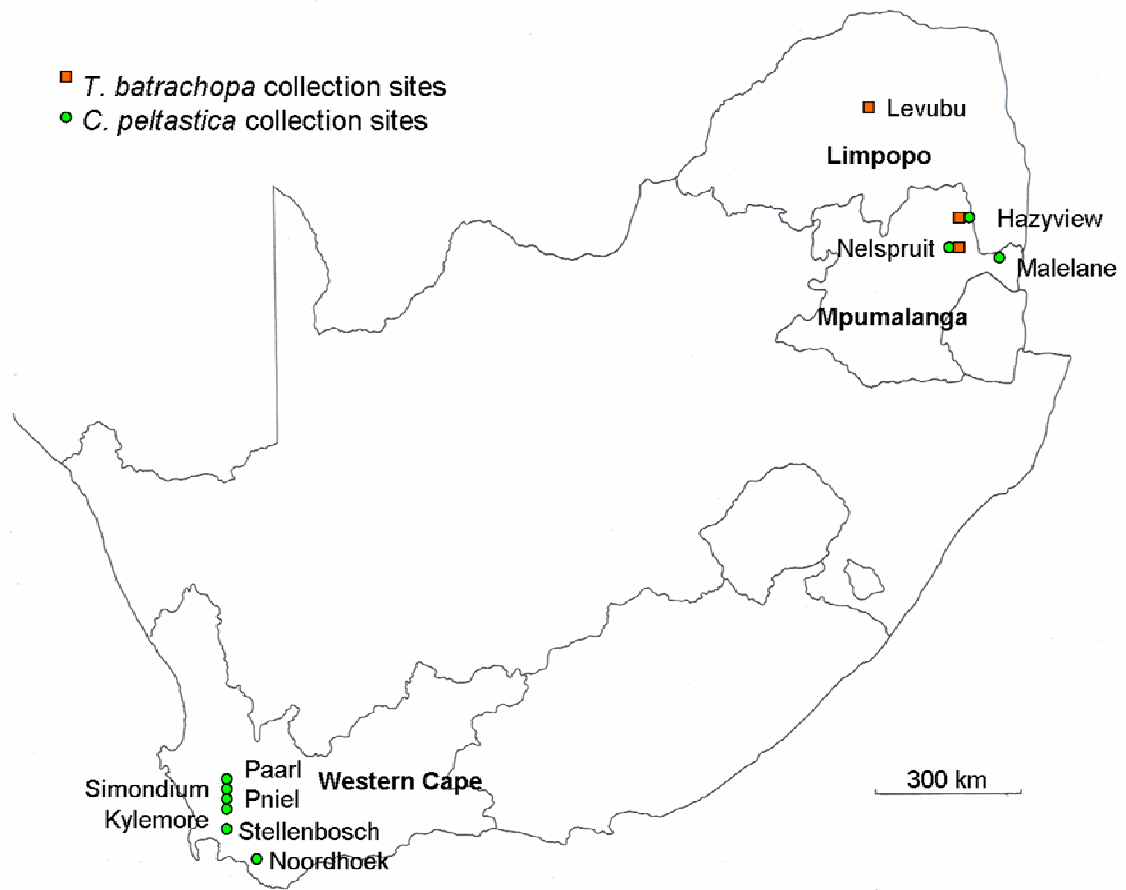 T. batrachopa collection sites
C. peltastica collection sites
Levubu
Limpopo
Hazyview
Nelspruit
Malelane
Mpumalanga
Paarl
Western Cape
300 km
Simondium
Pniel
Kylemore
Stellenbosch
Noordhoek